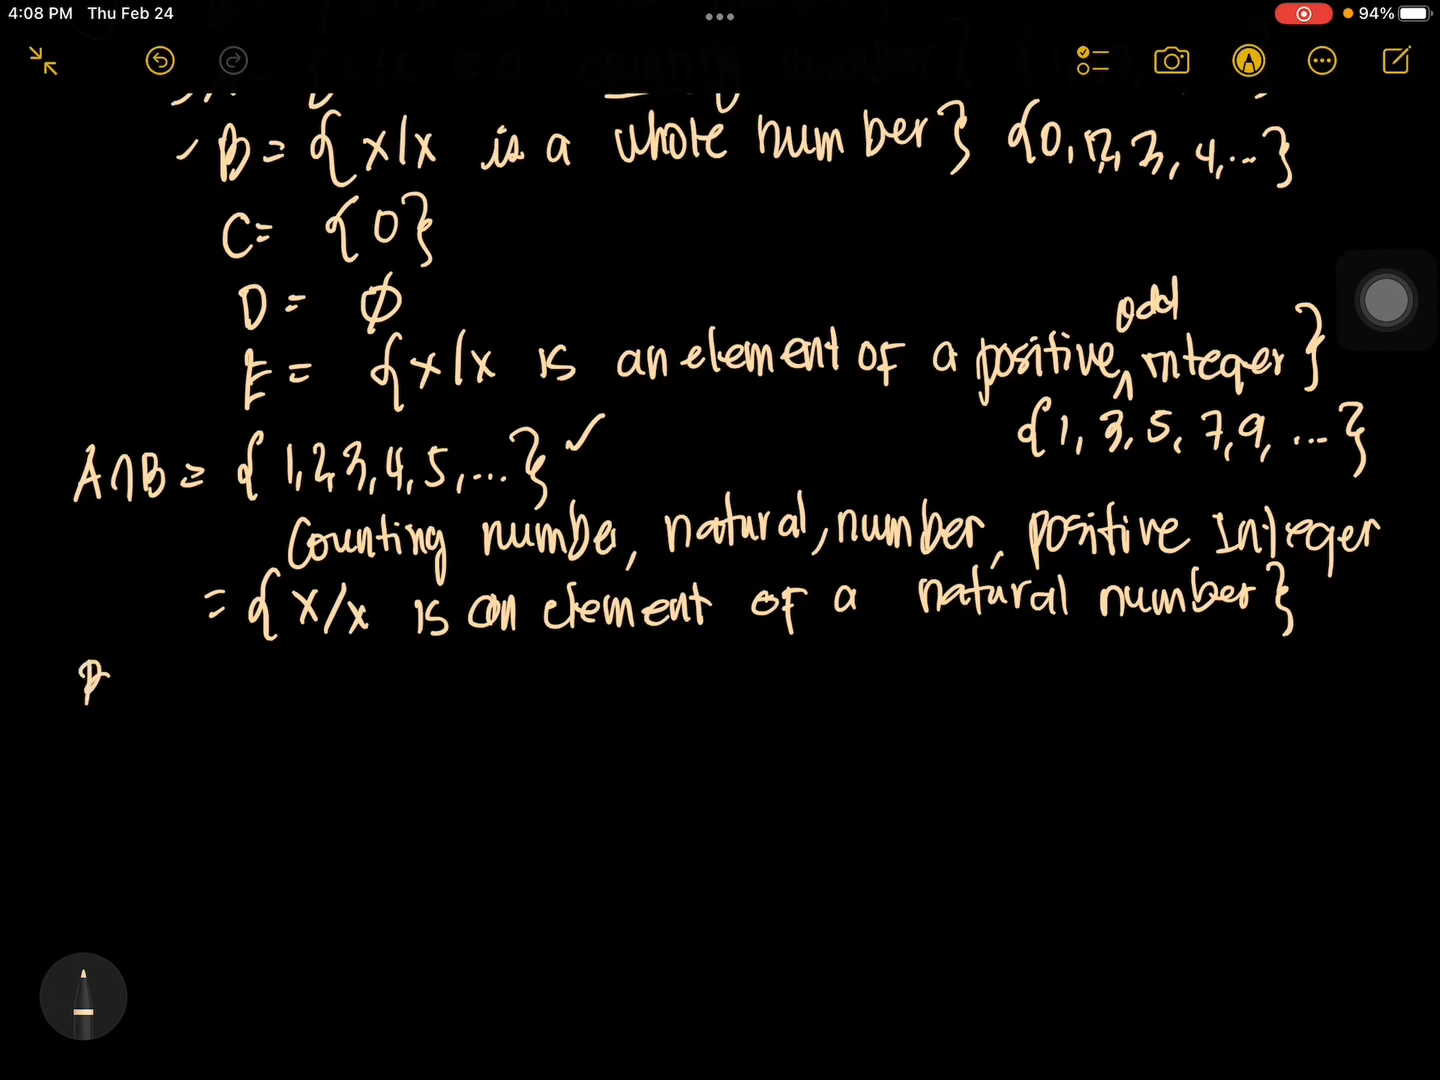 4:08 PM Thu Feb 24
94%
B = {x/x is a whole number} {0, 1, 2, 3, 4, ...}
C = {0}
D = ∅
odd
E = {x/x is an element of a positive ∧ integer}
{1, 3, 5, 7, 9, ...}
A∩B = {1, 2, 3, 4, 5, ...} ✓
Counting numbe, natural, number, positive Integer
= {x/x is an element of a natural number}